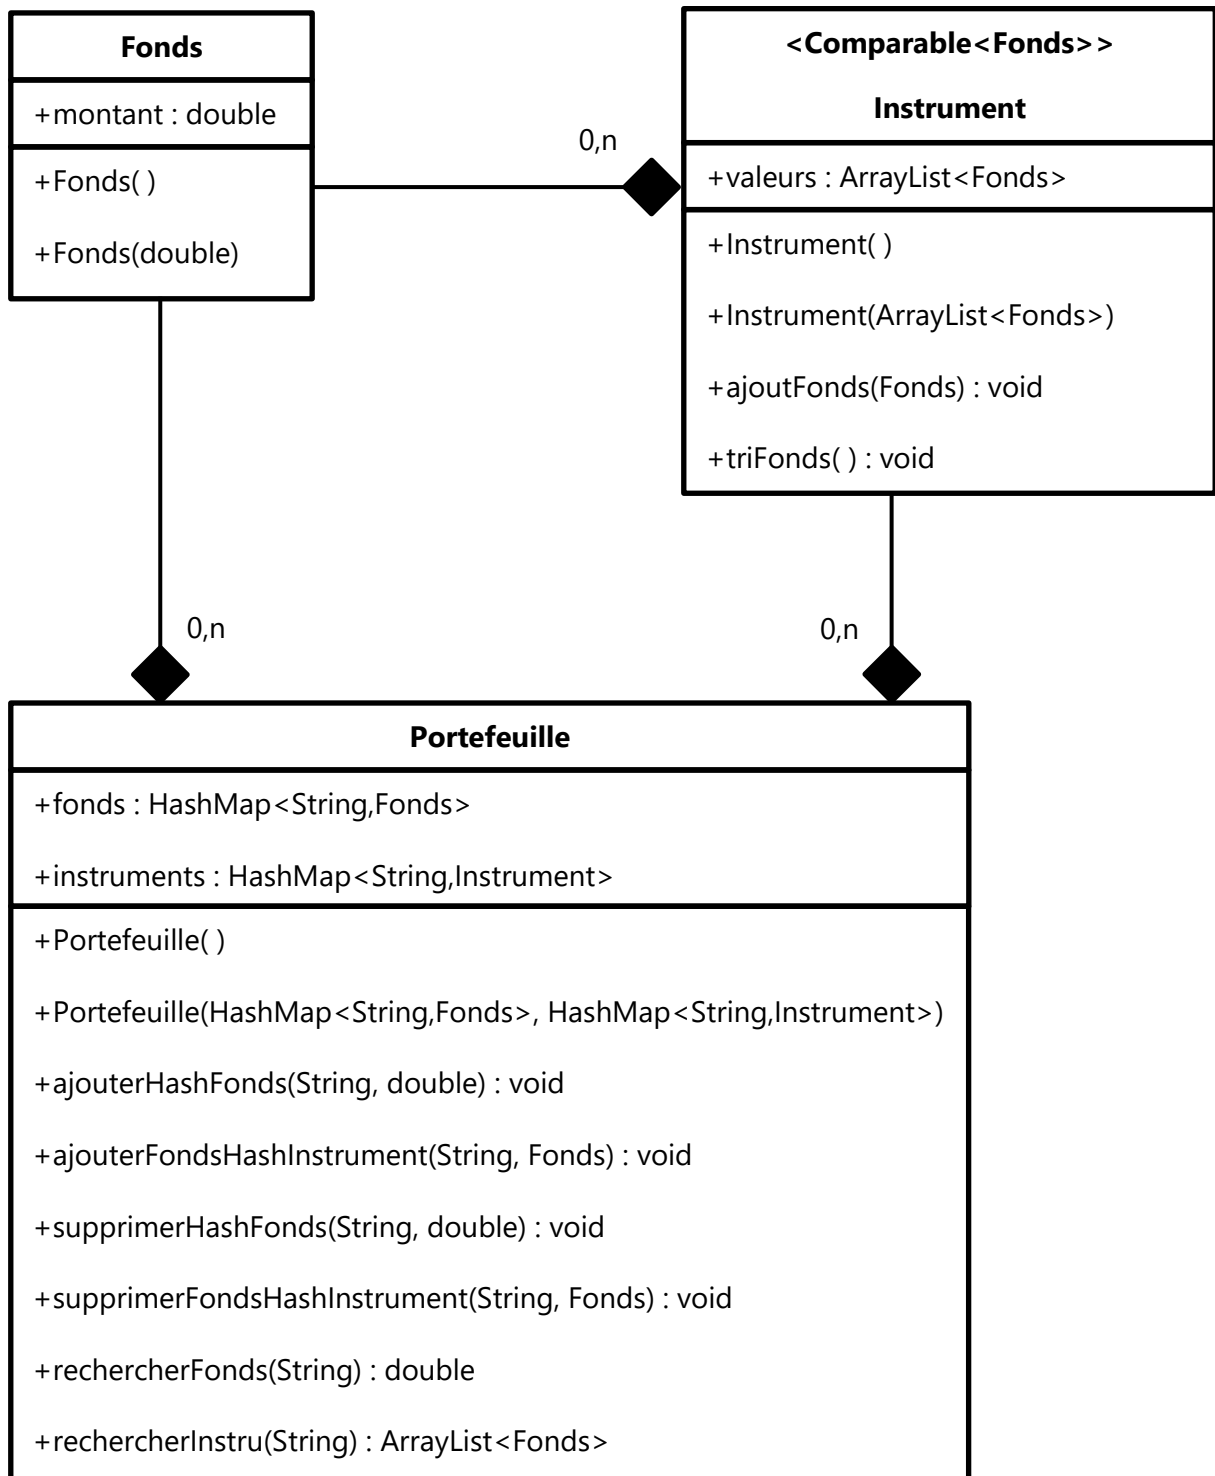 Fonds
+montant : double
+Fonds( )
+Fonds(double)
0,n
<Comparable<Fonds>>
Instrument
+valeurs : ArrayList<Fonds>
+Instrument( )
+Instrument(ArrayList<Fonds>)
+ajoutFonds(Fonds) : void
+triFonds( ) : void
0,n
0,n
Portefeuille
+fonds : HashMap<String,Fonds>
+instruments : HashMap<String,Instrument>
+Portefeuille( )
+Portefeuille(HashMap<String,Fonds>, HashMap<String,Instrument>)
+ajouterHashFonds(String, double) : void
+ajouterFondsHashInstrument(String, Fonds) : void
+supprimerHashFonds(String, double) : void
+supprimerFondsHashInstrument(String, Fonds) : void
+rechercherFonds(String) : double
+rechercherInstru(String) : ArrayList<Fonds>